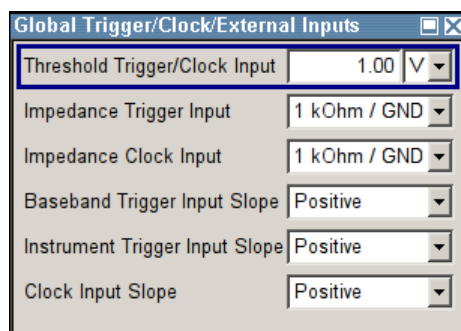 Global Trigger/Clock/External Inputs
Threshold Trigger/Clock Input 1.00 V
Impedance Trigger Input 1 kOhm / GND
Impedance Clock Input 1 kOhm / GND
Baseband Trigger Input Slope Positive
Instrument Trigger Input Slope Positive
Clock Input Slope Positive